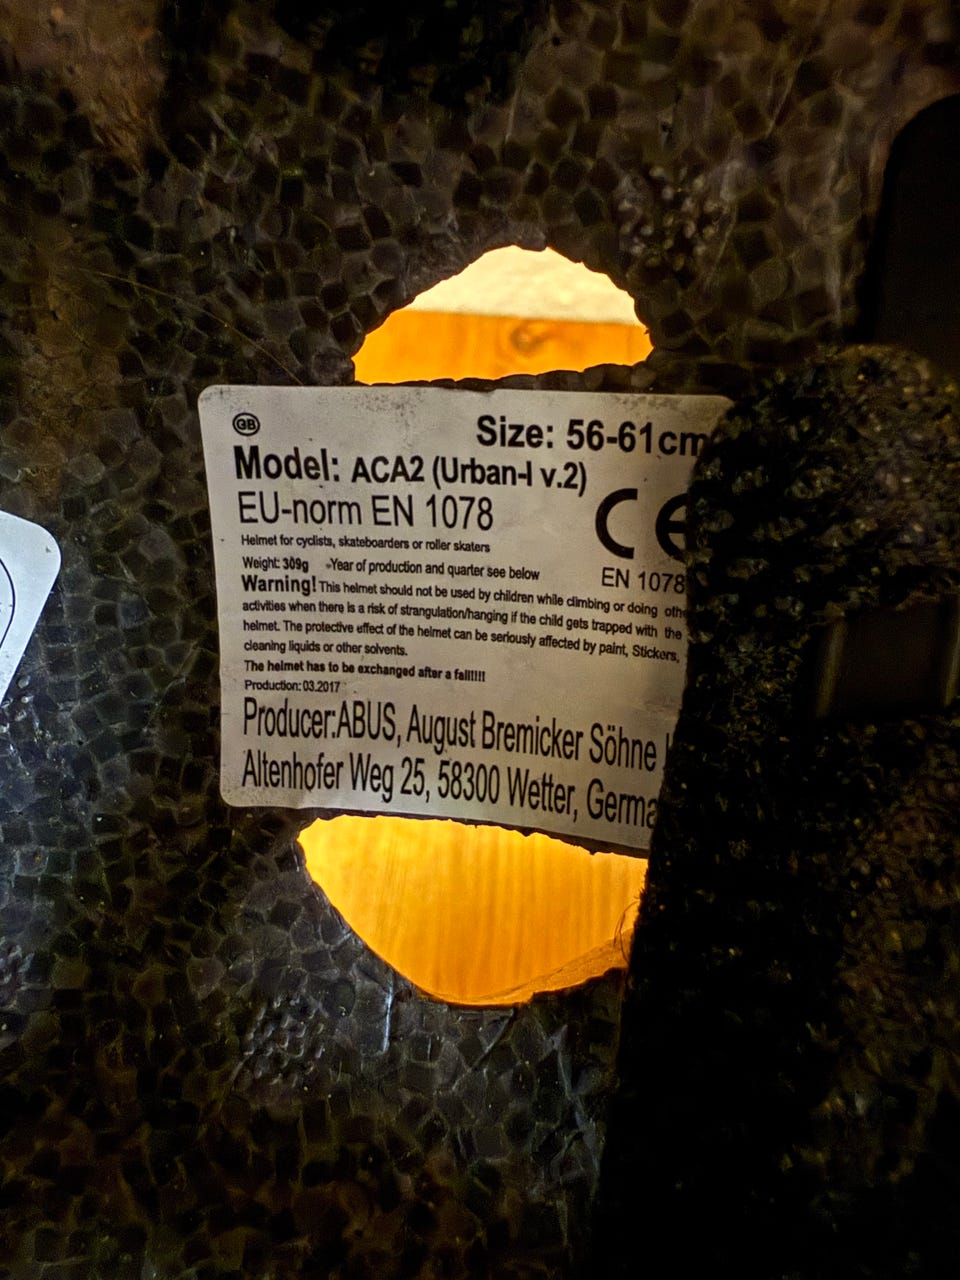 GB
Size: 56-61cm
Model: ACA2 (Urban-I v.2)
EU-norm EN 1078
CE
Helmet for cyclists, skateboarders or roller skaters
EN 1078
Weight: 309g Year of production and quarter see below
Warning! This helmet should not be used by children while climbing or doing othe
activities when there is a risk of strangulation/hanging if the child gets trapped with the
helmet. The protective effect of the helmet can be seriously affected by paint, Stickers,
cleaning liquids or other solvents.
The helmet has to be exchanged after a fall!!!!
Production: 03.2017
Producer:ABUS, August Bremicker Söhne
Altenhofer Weg 25, 58300 Wetter, Germa